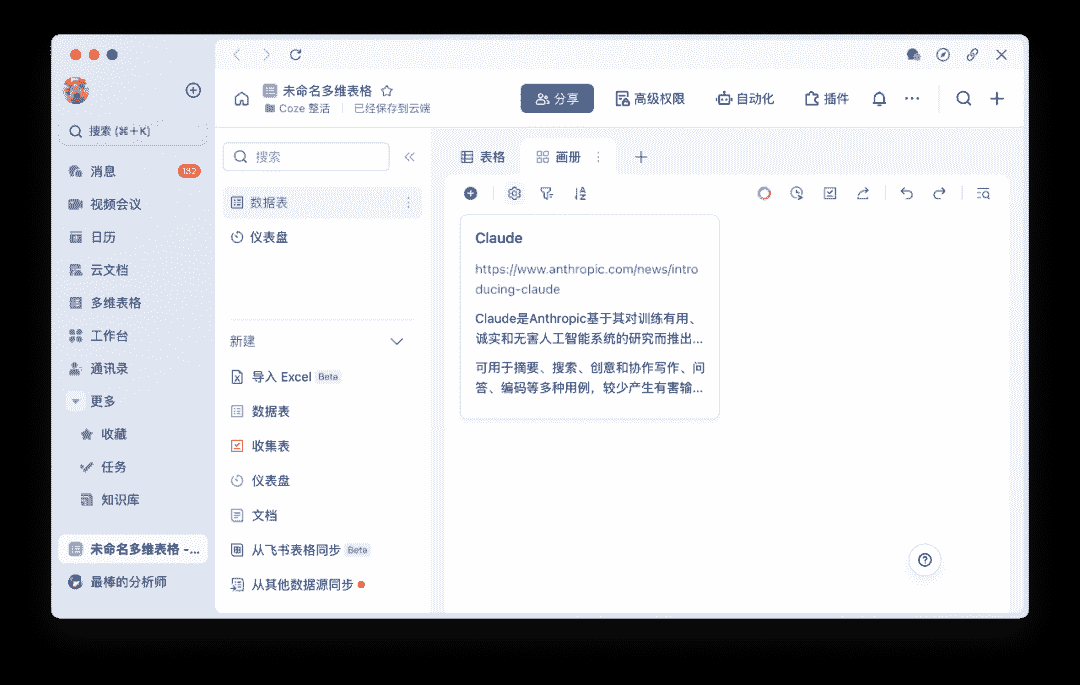 搜索 (⌘+K)
消息
132
视频会议
日历
云文档
多维表格
工作台
通讯录
更多
收藏
任务
知识库
未命名多维表格 -...
最棒的分析师
未命名多维表格
Coze 整活
已经保存到云端
分享
高级权限
自动化
插件
搜索
数据表
仪表盘
新建
导入 Excel Beta
数据表
收集表
仪表盘
文档
从飞书表格同步 Beta
从其他数据源同步
表格
画册
Claude
https://www.anthropic.com/news/intro
ducing-claude
Claude是Anthropic基于其对训练有用、
诚实和无害人工智能系统的研究而推出...
可用于摘要、搜索、创意和协作写作、问
答、编码等多种用例，较少产生有害输...